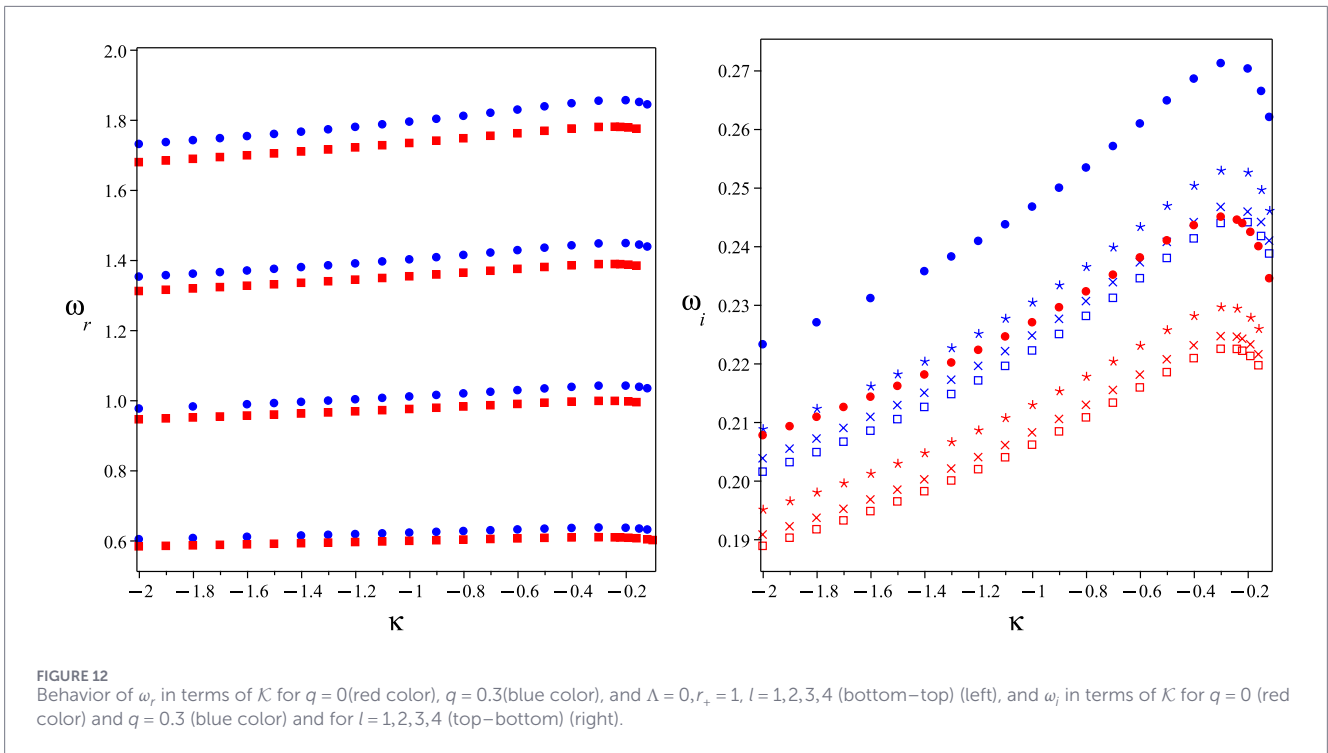 2.0
1.8
1.6
1.4
ωr
1.2
1.0
0.8
0.6
−2 −1.8 −1.6 −1.4 −1.2 −1 −0.8 −0.6 −0.4 −0.2
κ
0.27
0.26
0.25
0.24
ωi
0.23
0.22
0.21
0.20
0.19
−2 −1.8 −1.6 −1.4 −1.2 −1 −0.8 −0.6 −0.4 −0.2
κ
FIGURE 12
Behavior of ωr in terms of 𝒦 for q = 0(red color), q = 0.3(blue color), and Λ = 0, r+ = 1, l = 1,2,3,4 (bottom–top) (left), and ωi in terms of 𝒦 for q = 0 (red
color) and q = 0.3 (blue color) and for l = 1,2,3,4 (top–bottom) (right).